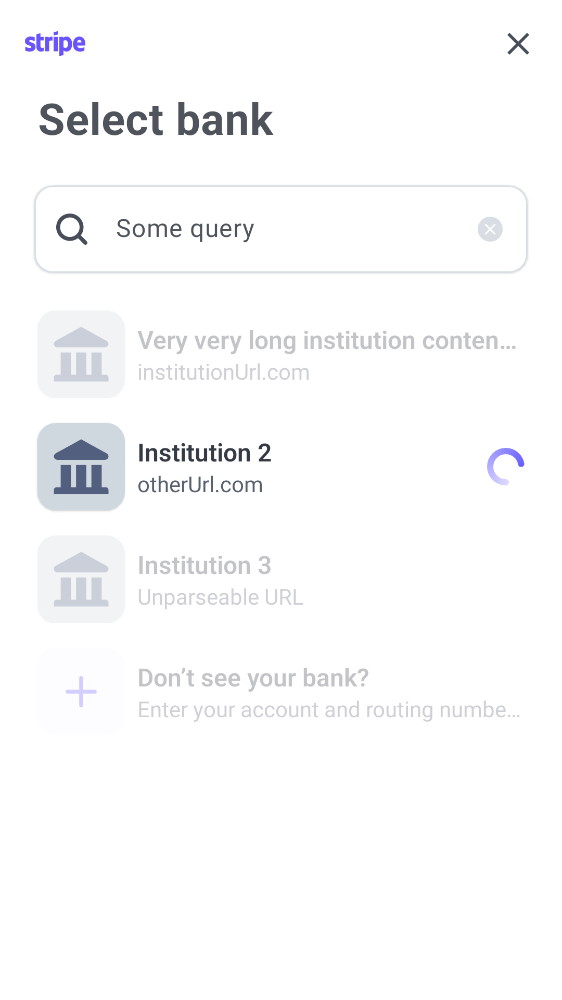 stripe
Select bank
Some query
Very very long institution conten...
institutionUrl.com
Institution 2
otherUrl.com
Institution 3
Unparseable URL
Don’t see your bank?
Enter your account and routing numbe...